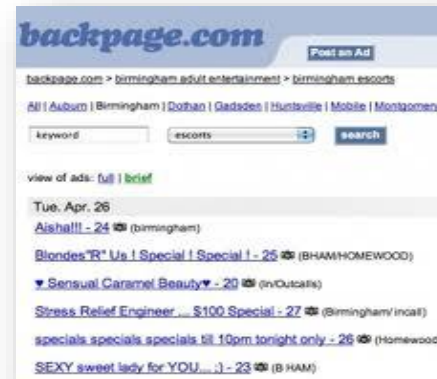 backpage.com
Post an Ad
backpage.com > birmingham adult entertainment > birmingham escorts
All | Auburn | Birmingham | Dothan | Gadsden | Huntsville | Mobile | Montgomer
keyword escorts search
view of ads: full | brief
Tue. Apr. 26
Aisha!!! - 24 (birmingham)
Blondes"R" Us ! Special ! Special ! - 25 (BHAM/HOMEWOOD)
♥ Sensual Caramel Beauty♥ - 20 (in/Outcalls)
Stress Relief Engineer ... $100 Special - 27 (Birmingham/ incall)
specials specials specials till 10pm tonight only - 26 (Homewood
SEXY sweet lady for YOU... ;) - 23 (B HAM)